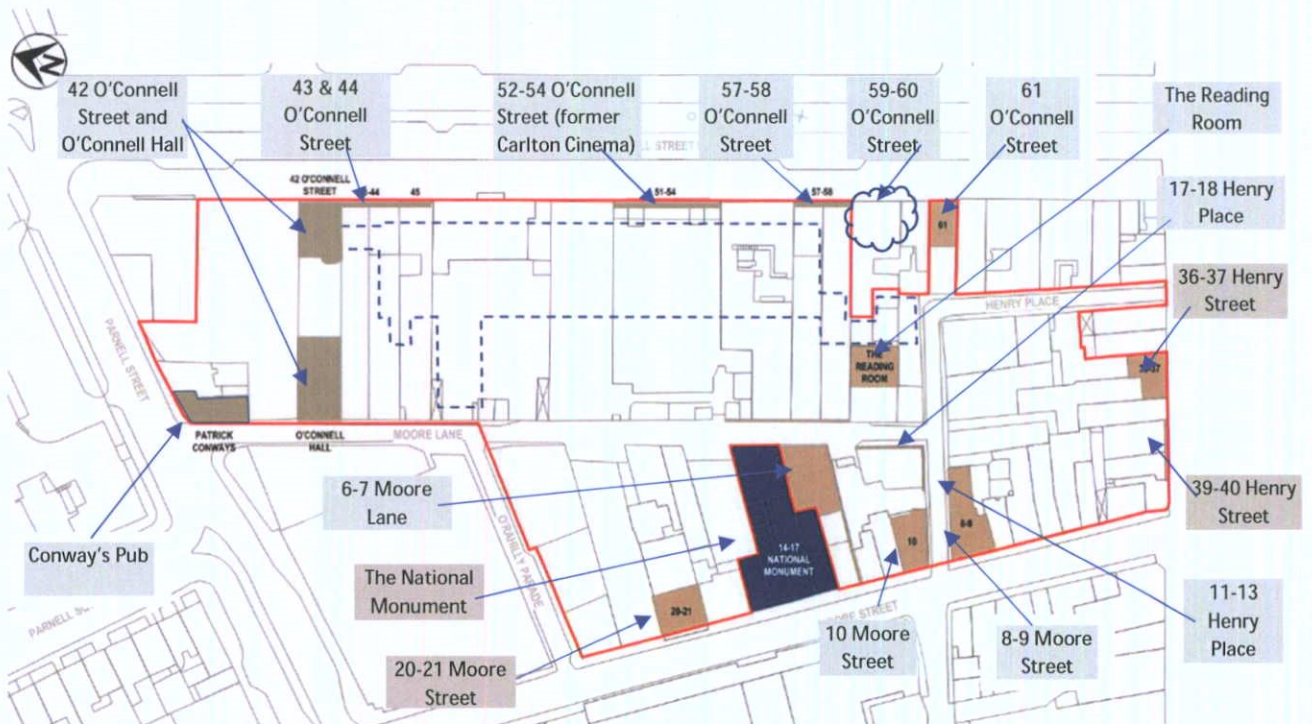 N
42 O'Connell
Street and
O'Connell Hall
43 & 44
O'Connell
Street
52-54 O'Connell
Street (former
Carlton Cinema)
57-58
O'Connell
Street
59-60
O'Connell
Street
61
O'Connell
Street
The Reading
Room
17-18 Henry
Place
36-37 Henry
Street
39-40 Henry
Street
11-13
Henry
Place
8-9 Moore
Street
10 Moore
Street
20-21 Moore
Street
The National
Monument
6-7 Moore
Lane
Conway's Pub
STREET
42 O'CONNELL
STREET
-44
45
51-54
57-58
61
HENRY PLACE
THE
READING
ROOM
PARNELL STREET
PATRICK
CONWAYS
O'CONNELL
HALL
MOORE LANE
O'RAHILLY PARADE
14-17
NATIONAL
MONUMENT
10
8-9
20-21
STREET
PARNELL